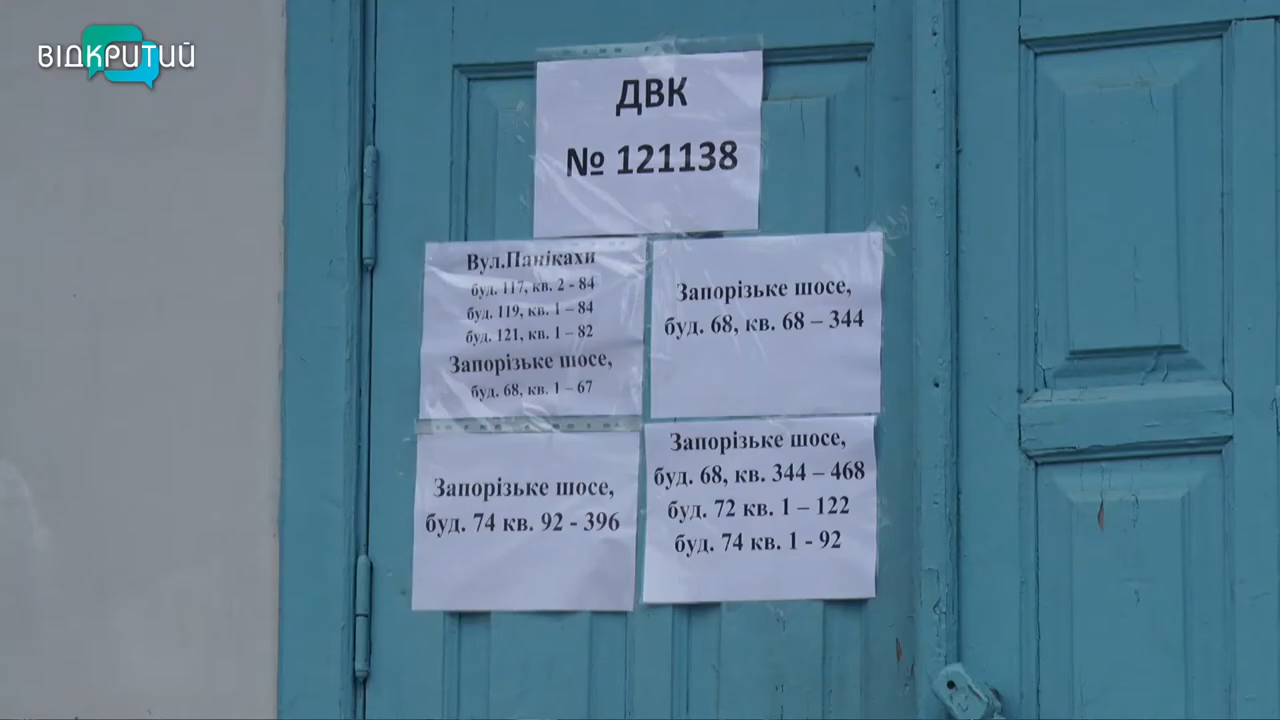 ВІДКРИТИЙ
ДВК
№ 121138
Вул.Панікахи
буд. 117, кв. 2 - 84
буд. 119, кв. 1 – 84
буд. 121, кв. 1 – 82
Запорізьке шосе,
буд. 68, кв. 1 – 67
Запорізьке шосе,
буд. 68, кв. 68 – 344
Запорізьке шосе,
буд. 74 кв. 92 - 396
Запорізьке шосе,
буд. 68, кв. 344 – 468
буд. 72 кв. 1 – 122
буд. 74 кв. 1 - 92